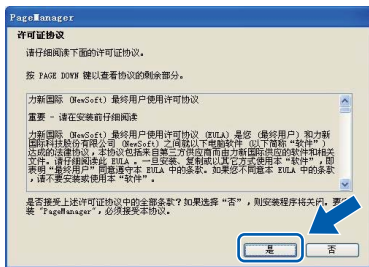 PageManager
许可证协议
请仔细阅读下面的许可证协议。
按 PAGE DOWN 键以查看协议的剩余部分。
力新国际 (NewSoft) 最终用户使用许可协议
重要 - 请在安装前仔细阅读
力新国际 (NewSoft) 最终用户使用许可协议 (EULA) 是您 (最终用户) 和力新
国际科技股份有限公司 (NewSoft) 之间就以下电脑软件 (以下简称“软件”)
达成的法律协议，本协议包括来自第三方供应商而由力新国际供应的软件和相关
文件。请仔细阅读此 EULA 。一旦安装、复制或以其它方式使用本“软件”，即
表明“最终用户”同意遵守本 EULA 中的条款。如果您不同意本 EULA 中的条款
，请不要安装或使用本“软件”。
是否接受上述许可证协议中的全部条款？如果选择“否”，则安装程序将关闭。要
装“PageManager”，必须接受本协议。
是
否